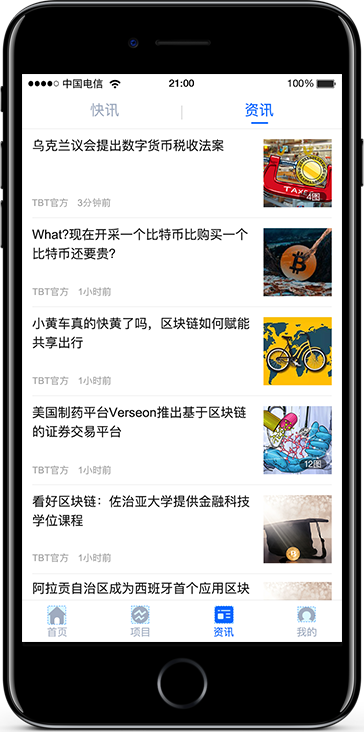 中国电信 21:00 100%
快讯 资讯
乌克兰议会提出数字货币税收法案
TAXES
4图
TBT官方 3分钟前
What?现在开采一个比特币比购买一个
比特币还要贵?
TBT官方 1小时前
小黄车真的快黄了吗，区块链如何赋能
共享出行
TBT官方 1小时前
美国制药平台Verseon推出基于区块链
的证券交易平台
12图
TBT官方 1小时前
看好区块链：佐治亚大学提供金融科技
学位课程
TBT官方 1小时前
阿拉贡自治区成为西班牙首个应用区块
首页 项目 资讯 我的